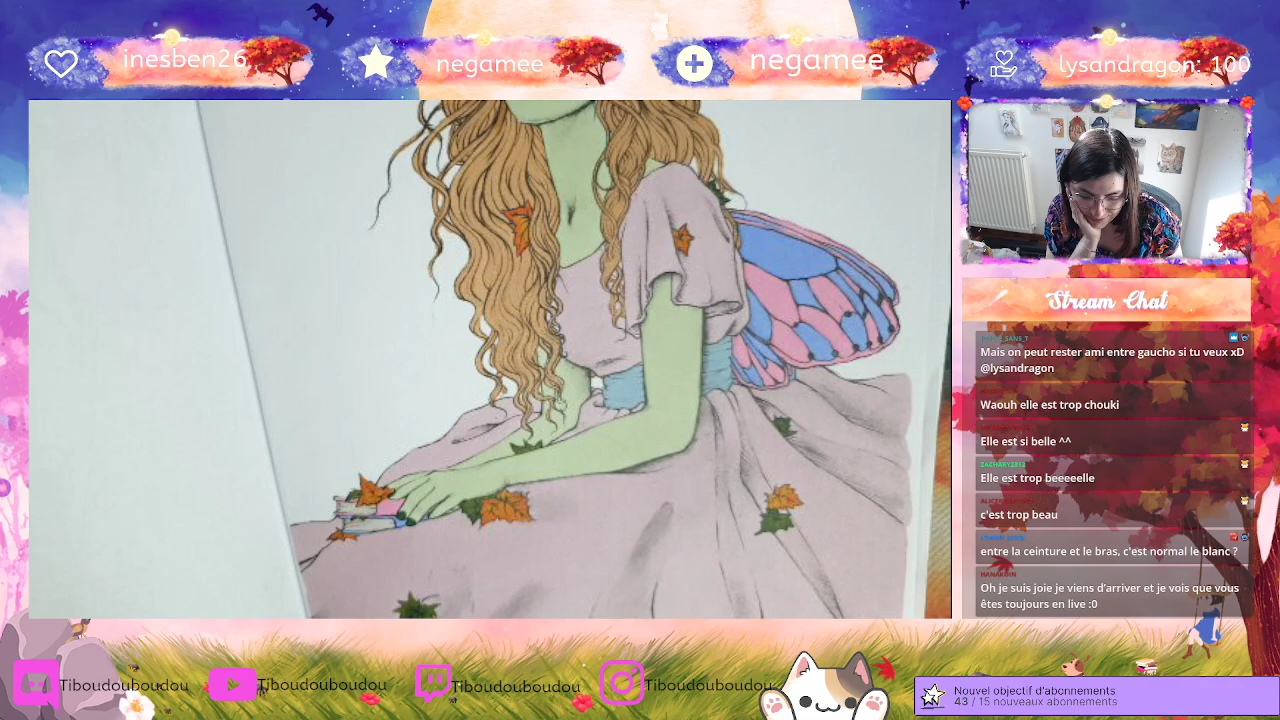 inesben26
negamee
negamee
lysandragon: 100
Stream Chat
Mais on peut rester ami entre gaucho si tu veux xD
@lysandragon
Waouh elle est trop chouki
Elle est si belle ^^
ZACHARY2812
Elle est trop beeeeelle
c'est trop beau
entre la ceinture et le bras, c'est normal le blanc ?
HANAKOIN
Oh je suis joie je viens d'arriver et je vois que vous
êtes toujours en live :0
Tiboudouboudou
Tiboudouboudou
Tiboudouboudou
Tiboudouboudou
Nouvel objectif d'abonnements
43 / 15 nouveaux abonnements